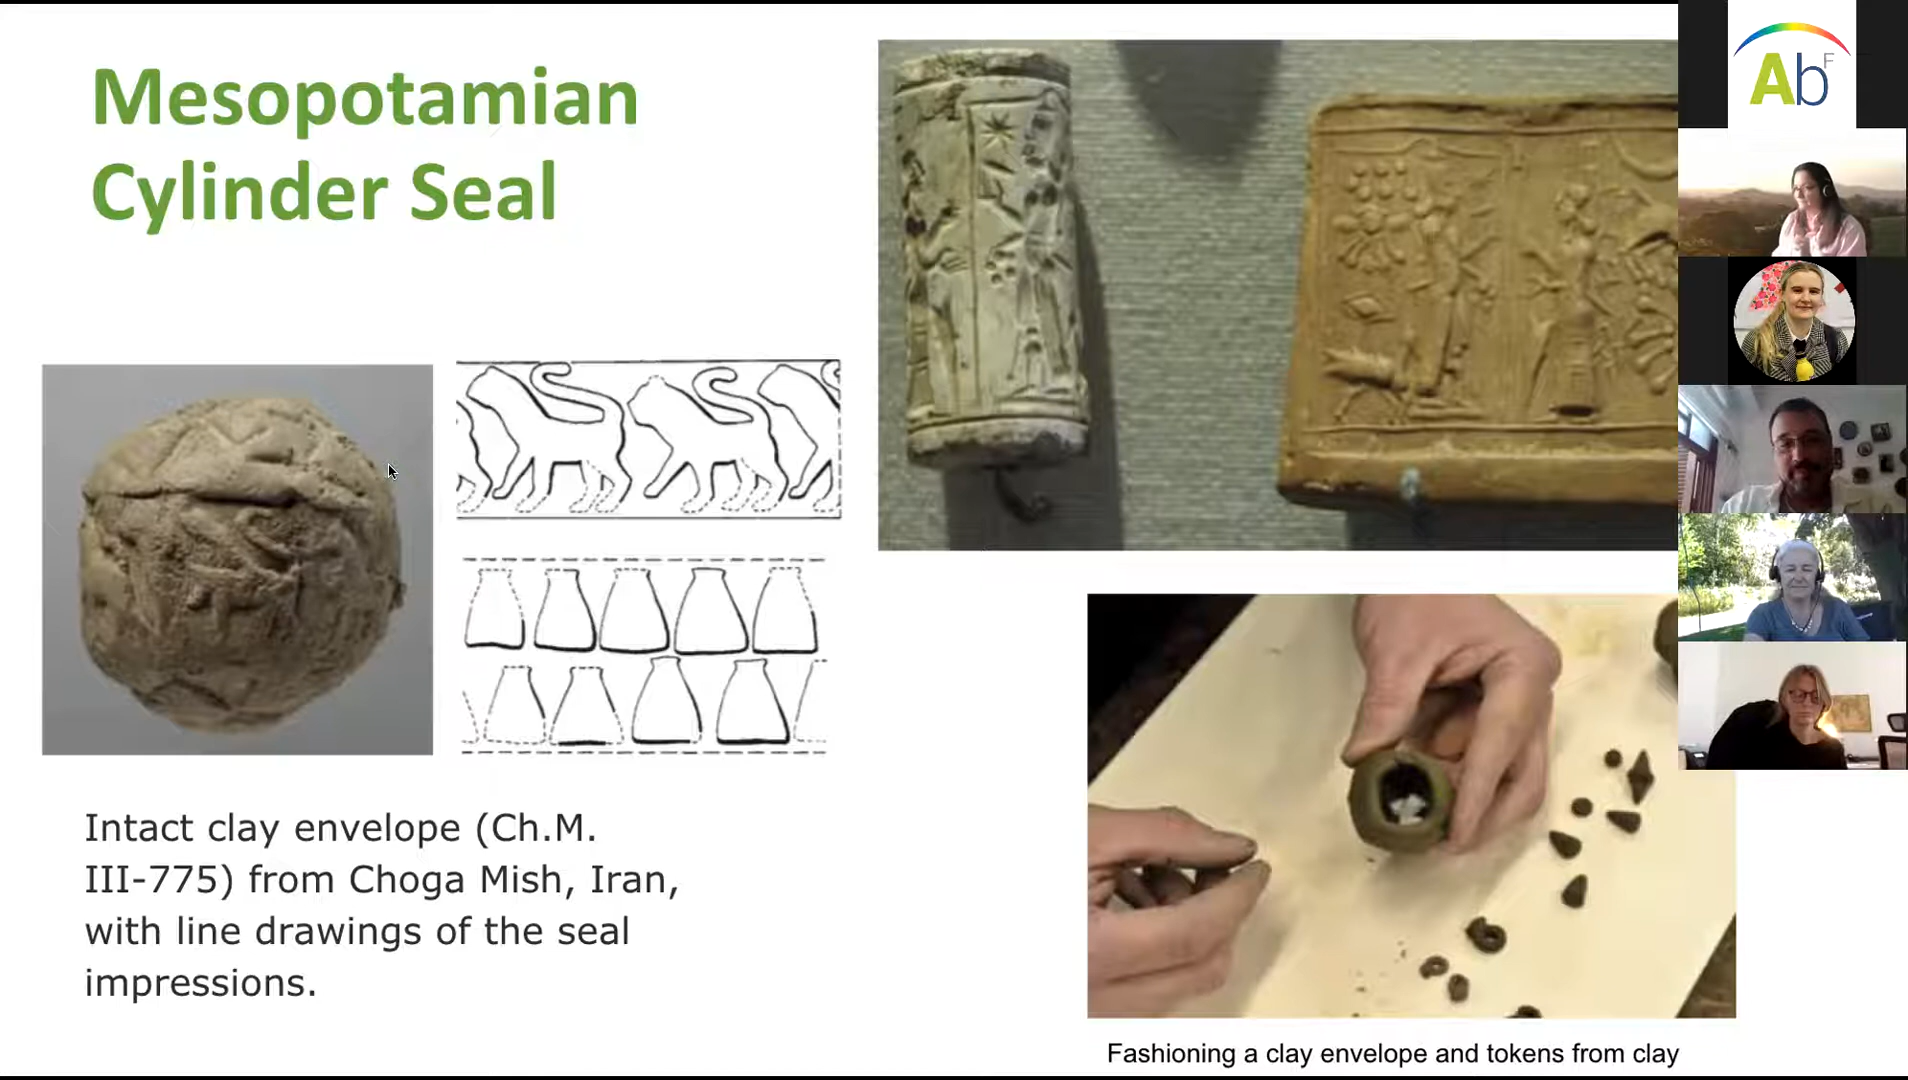 Mesopotamian
Cylinder Seal
Intact clay envelope (Ch.M.
III-775) from Choga Mish, Iran,
with line drawings of the seal
impressions.
Fashioning a clay envelope and tokens from clay
AbF